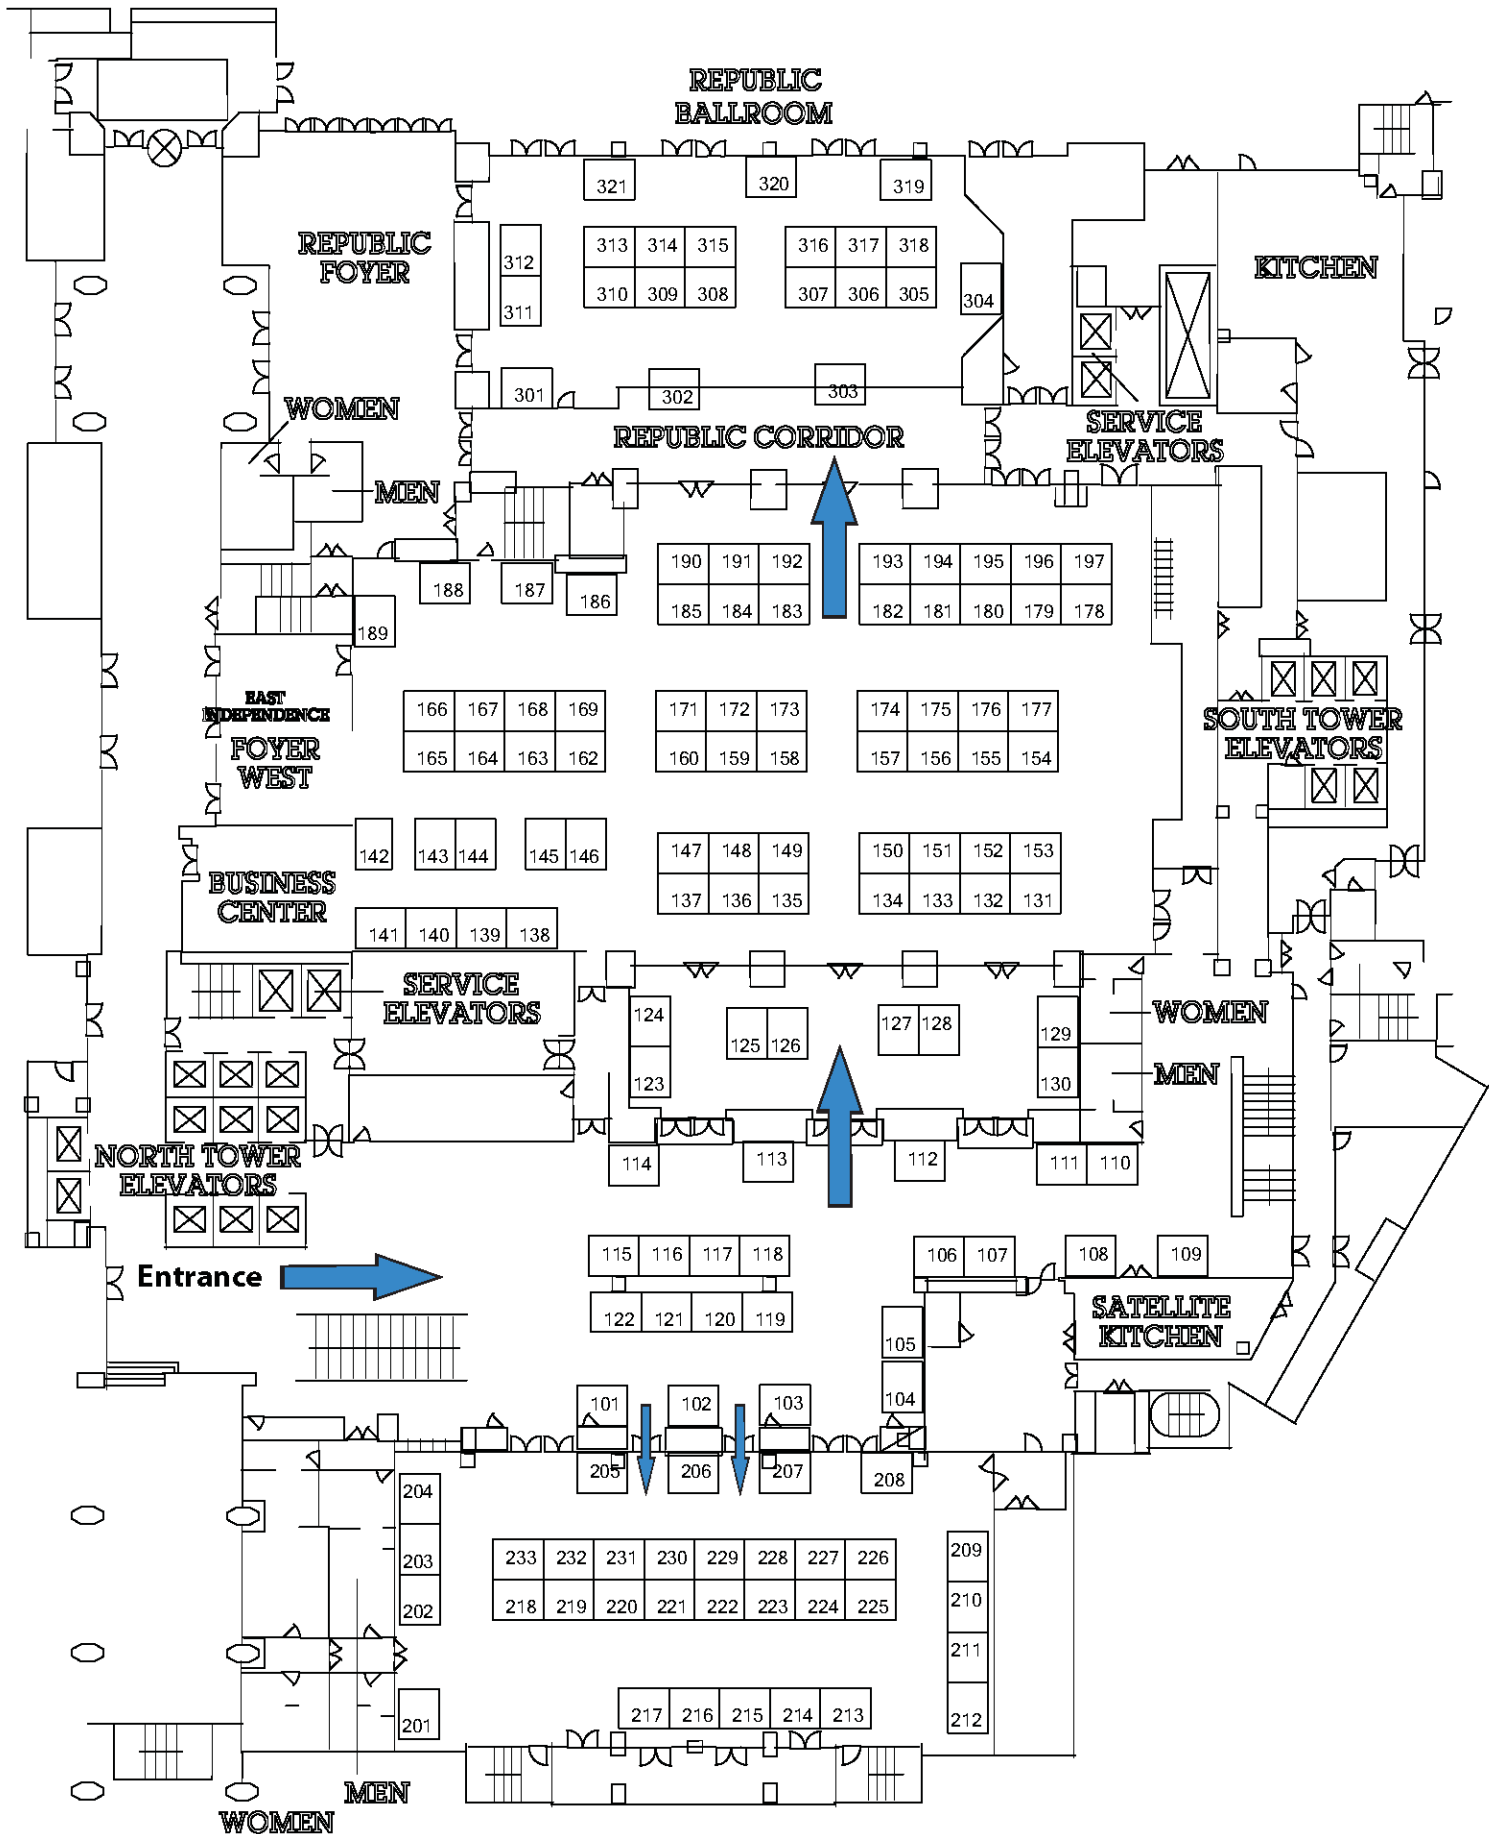 REPUBLIC
BALLROOM
321 320 319
313 314 315 316 317 318
REPUBLIC
FOYER
312
KITCHEN
310 309 308 307 306 305
304
311
301 302 303
WOMEN
REPUBLIC CORRIDOR
SERVICE
ELEVATORS
MEN
190 191 192 193 194 195 196 197
188 187 186
185 184 183 182 181 180 179 178
189
EAST
INDEPENDENCE
FOYER
WEST
166 167 168 169 171 172 173 174 175 176 177
SOUTH TOWER
ELEVATORS
165 164 163 162 160 159 158 157 156 155 154
142 143 144 145 146 147 148 149 150 151 152 153
BUSINESS
CENTER
137 136 135 134 133 132 131
141 140 139 138
SERVICE
ELEVATORS
124 125 126 127 128 129
WOMEN
123 130
MEN
NORTH TOWER
ELEVATORS
114 113 112 111 110
115 116 117 118 106 107 108 109
Entrance
122 121 120 119
SATELLITE
KITCHEN
105
104
101 102 103
205 206 207 208
204
203
202
233 232 231 230 229 228 227 226
209
218 219 220 221 222 223 224 225
210
211
217 216 215 214 213
212
201
MEN
WOMEN